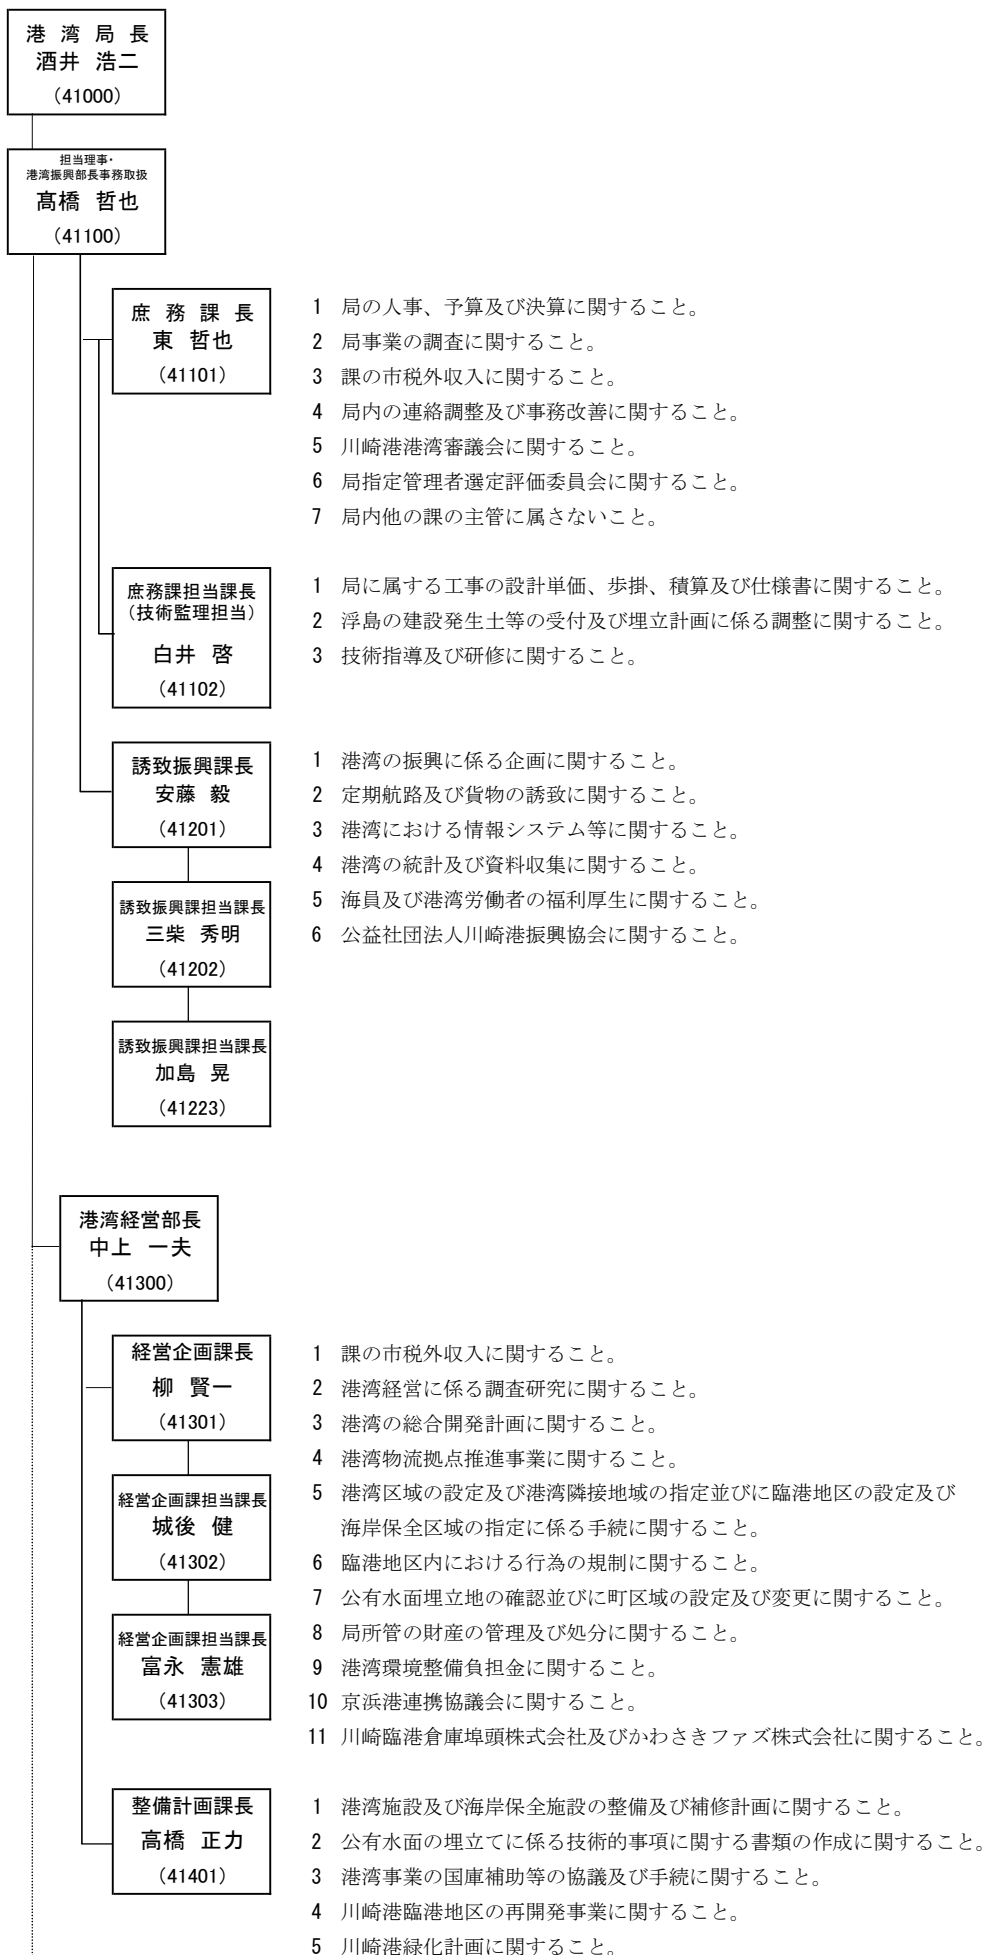 港湾局長
酒井 浩二
(41000)
担当理事・
港湾振興部長事務取扱
髙橋 哲也
(41100)
庶務課長
東 哲也
(41101)
1 局の人事、予算及び決算に関すること。
2 局事業の調査に関すること。
3 課の市税外収入に関すること。
4 局内の連絡調整及び事務改善に関すること。
5 川崎港港湾審議会に関すること。
6 局指定管理者選定評価委員会に関すること。
7 局内他の課の主管に属さないこと。
庶務課担当課長
(技術監理担当)
白井 啓
(41102)
1 局に属する工事の設計単価、歩掛、積算及び仕様書に関すること。
2 浮島の建設発生土等の受付及び埋立計画に係る調整に関すること。
3 技術指導及び研修に関すること。
誘致振興課長
安藤 毅
(41201)
誘致振興課担当課長
三柴 秀明
(41202)
誘致振興課担当課長
加島 晃
(41223)
1 港湾の振興に係る企画に関すること。
2 定期航路及び貨物の誘致に関すること。
3 港湾における情報システム等に関すること。
4 港湾の統計及び資料収集に関すること。
5 海員及び港湾労働者の福利厚生に関すること。
6 公益社団法人川崎港振興協会に関すること。
港湾経営部長
中上 一夫
(41300)
経営企画課長
柳 賢一
(41301)
経営企画課担当課長
城後 健
(41302)
経営企画課担当課長
富永 憲雄
(41303)
1 課の市税外収入に関すること。
2 港湾経営に係る調査研究に関すること。
3 港湾の総合開発計画に関すること。
4 港湾物流拠点推進事業に関すること。
5 港湾区域の設定及び港湾隣接地域の指定並びに臨港地区の設定及び
海岸保全区域の指定に係る手続に関すること。
6 臨港地区内における行為の規制に関すること。
7 公有水面埋立地の確認並びに町区域の設定及び変更に関すること。
8 局所管の財産の管理及び処分に関すること。
9 港湾環境整備負担金に関すること。
10 京浜港連携協議会に関すること。
11 川崎臨港倉庫埠頭株式会社及びかわさきファズ株式会社に関すること。
整備計画課長
高橋 正力
(41401)
1 港湾施設及び海岸保全施設の整備及び補修計画に関すること。
2 公有水面の埋立てに係る技術的事項に関する書類の作成に関すること。
3 港湾事業の国庫補助等の協議及び手続に関すること。
4 川崎港臨港地区の再開発事業に関すること。
5 川崎港緑化計画に関すること。